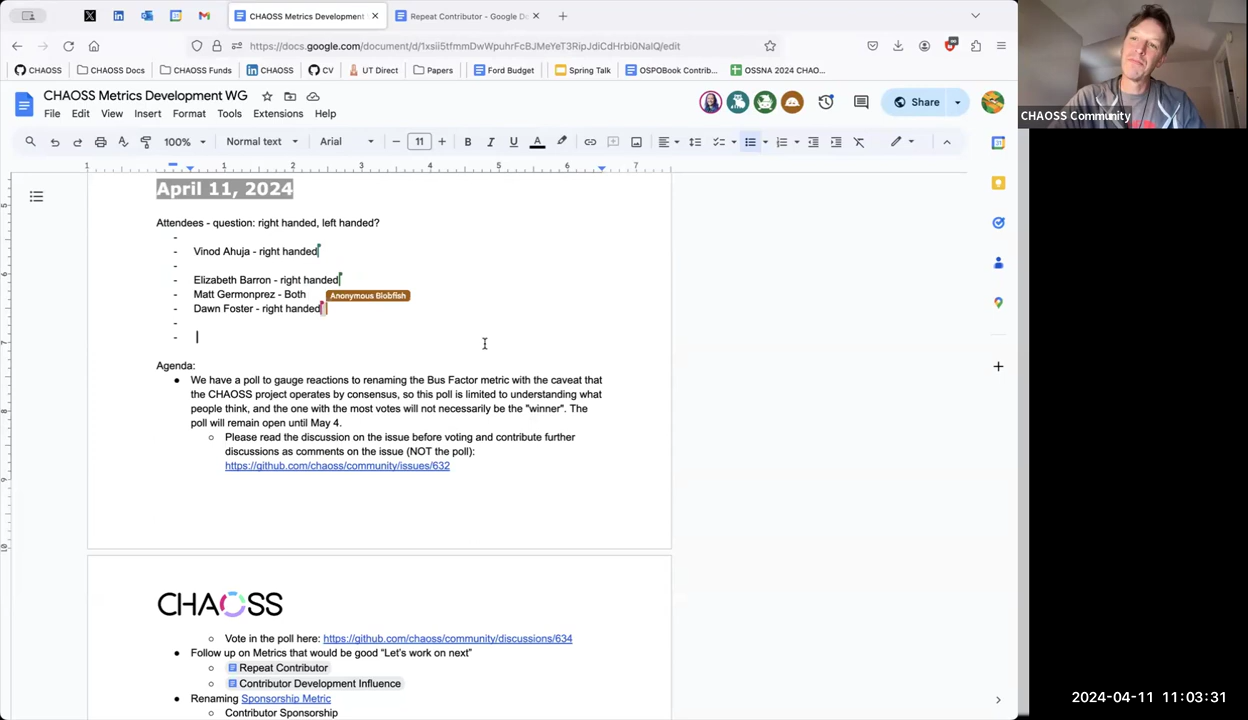 CHAOSS Metrics Development
Repeat Contributor - Google Do
https://docs.google.com/document/d/1xsii5tfmmDwWpuhrFcBJMeYeT3RipJdiCdHrbi0NalQ/edit
CHAOSS
CHAOSS Docs
CHAOSS Funds
CHAOSS
CV
UT Direct
Papers
Ford Budget
Spring Talk
OSPOBook Contrib...
OSSNA 2024 CHAO...
CHAOSS Metrics Development WG
File Edit View Insert Format Tools Extensions Help
Share
100% Normal text Arial 11
1 1 2 3 4 5 6 7
April 11, 2024
Attendees - question: right handed, left handed?
-
- Vinod Ahuja - right handed
-
- Elizabeth Barron - right handed
- Matt Germonprez - Both
Anonymous Blobfish
- Dawn Foster - right handed
-
-
Agenda:
● We have a poll to gauge reactions to renaming the Bus Factor metric with the caveat that
the CHAOSS project operates by consensus, so this poll is limited to understanding what
people think, and the one with the most votes will not necessarily be the "winner". The
poll will remain open until May 4.
○ Please read the discussion on the issue before voting and contribute further
discussions as comments on the issue (NOT the poll):
https://github.com/chaoss/community/issues/632
CHAOSS
○ Vote in the poll here: https://github.com/chaoss/community/discussions/634
● Follow up on Metrics that would be good “Let’s work on next”
○ Repeat Contributor
○ Contributor Development Influence
● Renaming Sponsorship Metric
○ Contributor Sponsorship
CHAOSS Community
2024-04-11 11:03:31